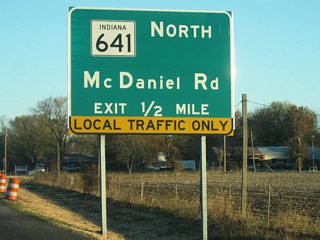 INDIANA
641
NORTH
MCDANIEL RD
EXIT 1/2 MILE
LOCAL TRAFFIC ONLY